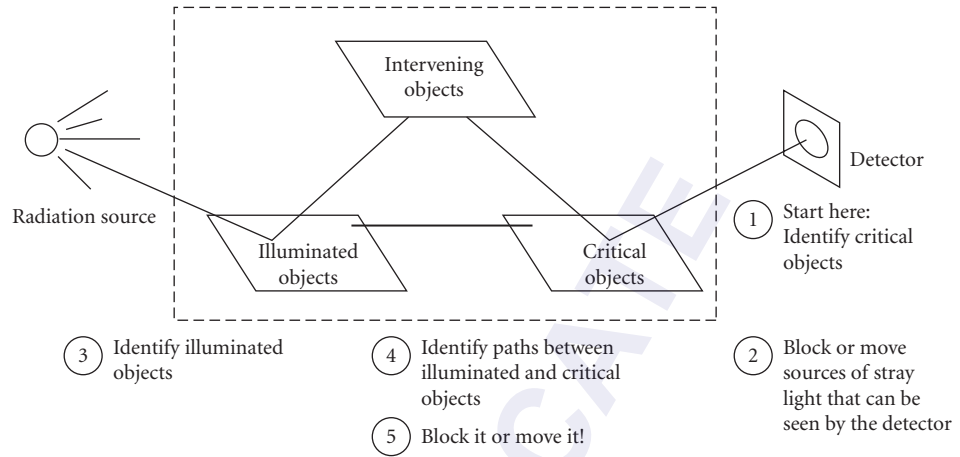 Intervening
objects
Radiation source
Detector
Illuminated
objects
Critical
objects
1 Start here:
Identify critical
objects
3 Identify illuminated
objects
4 Identify paths between
illuminated and critical
objects
2 Block or move
sources of stray
light that can be
seen by the detector
5 Block it or move it!
CATE